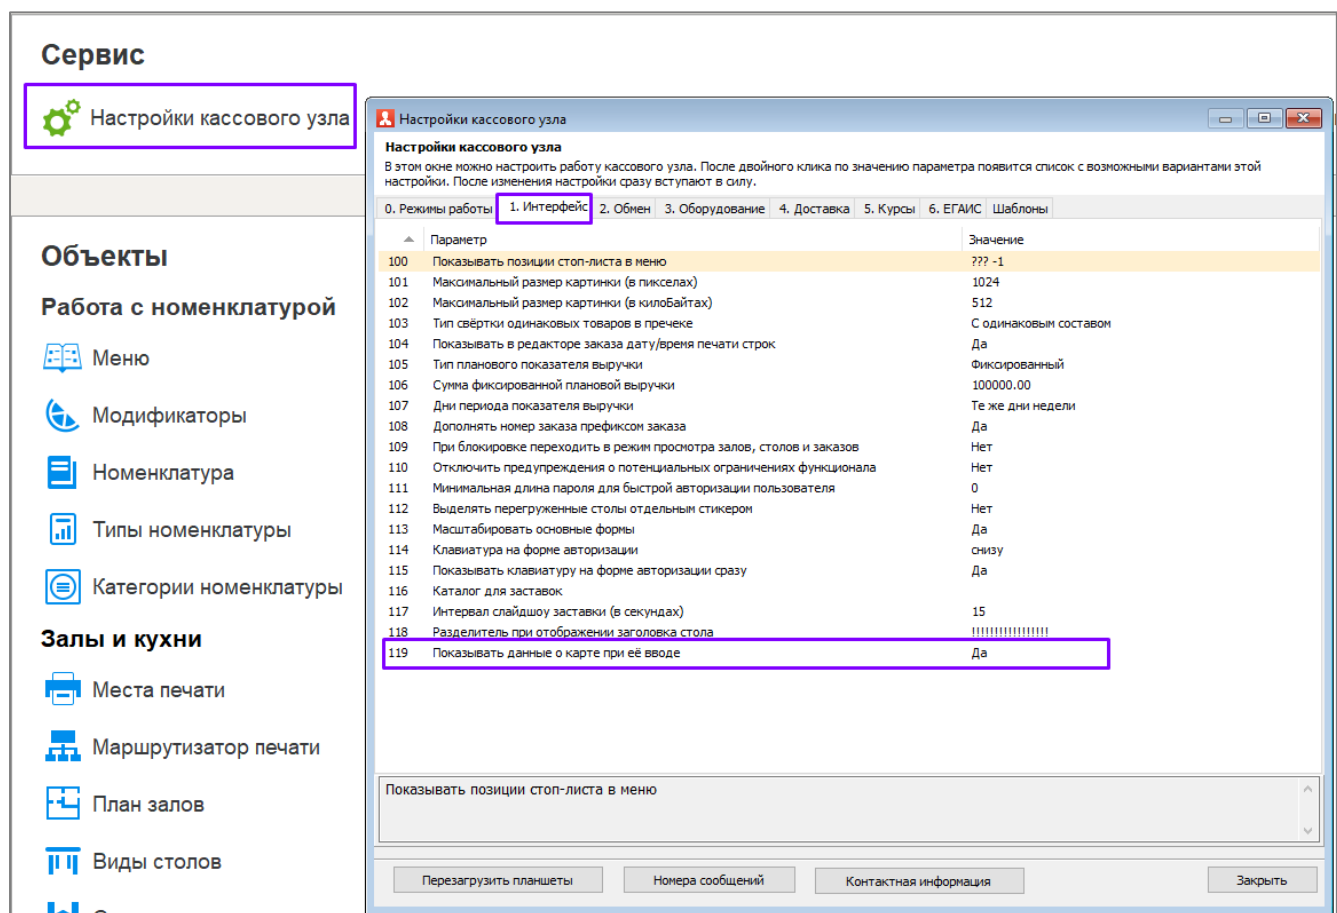 Сервис
Настройки кассового узла
Настройки кассового узла
Настройки кассового узла
В этом окне можно настроить работу кассового узла. После двойного клика по значению параметра появится список с возможными вариантами этой
настройки. После изменения настройки сразу вступают в силу.
0. Режимы работы 1. Интерфейс 2. Обмен 3. Оборудование 4. Доставка 5. Курсы 6. ЕГАИС Шаблоны
Параметр Значение
100 Показывать позиции стоп-листа в меню ??? -1
101 Максимальный размер картинки (в пикселах) 1024
102 Максимальный размер картинки (в килоБайтах) 512
103 Тип свёртки одинаковых товаров в пречеке С одинаковым составом
104 Показывать в редакторе заказа дату/время печати строк Да
105 Тип планового показателя выручки Фиксированный
106 Сумма фиксированной плановой выручки 100000.00
107 Дни периода показателя выручки Те же дни недели
108 Дополнять номер заказа префиксом заказа Да
109 При блокировке переходить в режим просмотра залов, столов и заказов Нет
110 Отключить предупреждения о потенциальных ограничениях функционала Нет
111 Минимальная длина пароля для быстрой авторизации пользователя 0
112 Выделять перегруженные столы отдельным стикером Нет
113 Масштабировать основные формы Да
114 Клавиатура на форме авторизации снизу
115 Показывать клавиатуру на форме авторизации сразу Да
116 Каталог для заставок
117 Интервал слайдшоу заставки (в секундах) 15
118 Разделитель при отображении заголовка стола !!!!!!!!!!!!!!!!!
119 Показывать данные о карте при её вводе Да
Показывать позиции стоп-листа в меню
Перезагрузить планшеты Номера сообщений Контактная информация Закрыть
Объекты
Работа с номенклатурой
Меню
Модификаторы
Номенклатура
Типы номенклатуры
Категории номенклатуры
Залы и кухни
Места печати
Маршрутизатор печати
План залов
Виды столов